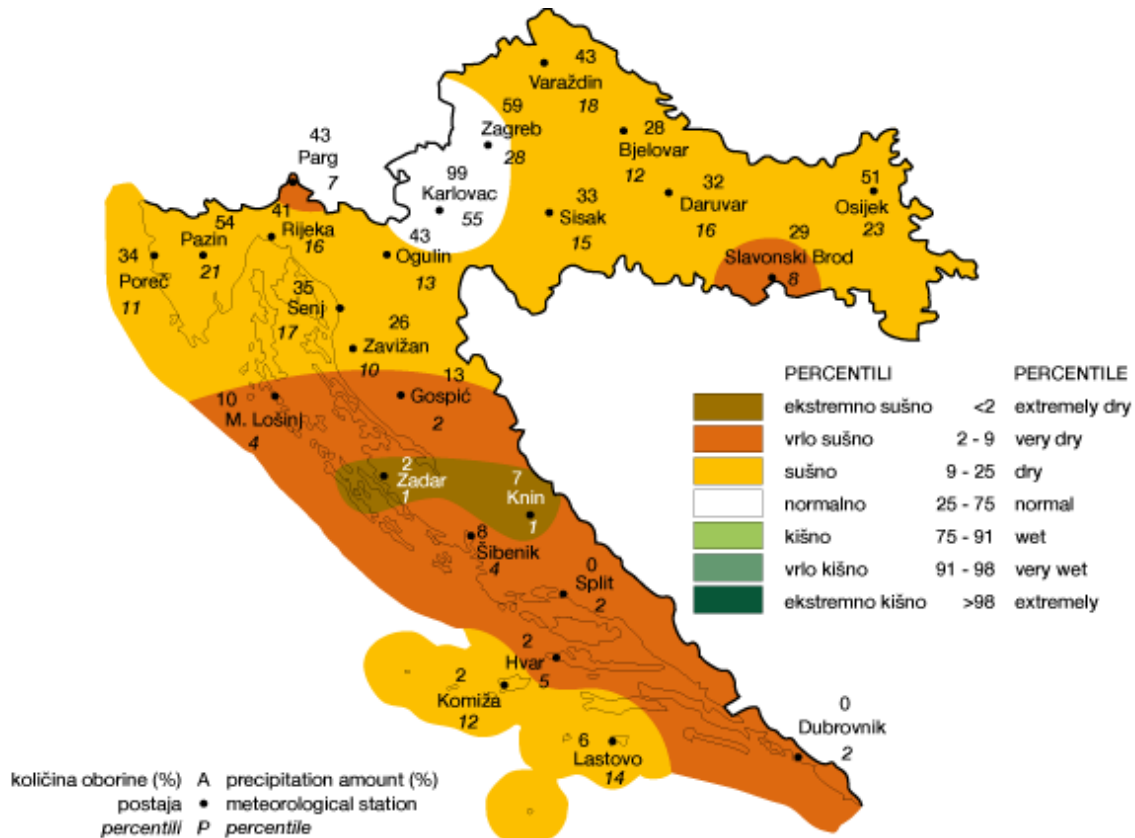 43
Varaždin
18
59
Zagreb
28
28
Bjelovar
12
43
Parg
7
99
Karlovac
55
32
Daruvar
16
51
Osijek
23
33
Sisak
15
41
Rijeka
16
54
Pazin
21
34
Poreč
11
43
Ogulin
13
29
Slavonski Brod
8
35
Senj
17
26
Zavižan
10
13
Gospić
2
10
M. Lošinj
4
2
Zadar
1
7
Knin
1
8
Šibenik
4
0
Split
2
2
Hvar
5
2
Komiža
12
6
Lastovo
14
0
Dubrovnik
2
PERCENTILI PERCENTILE
ekstremno sušno <2 extremely dry
vrlo sušno 2 - 9 very dry
sušno 9 - 25 dry
normalno 25 - 75 normal
kišno 75 - 91 wet
vrlo kišno 91 - 98 very wet
ekstremno kišno >98 extremely
količina oborine (%) A precipitation amount (%)
postaja • meteorological station
percentili P percentile